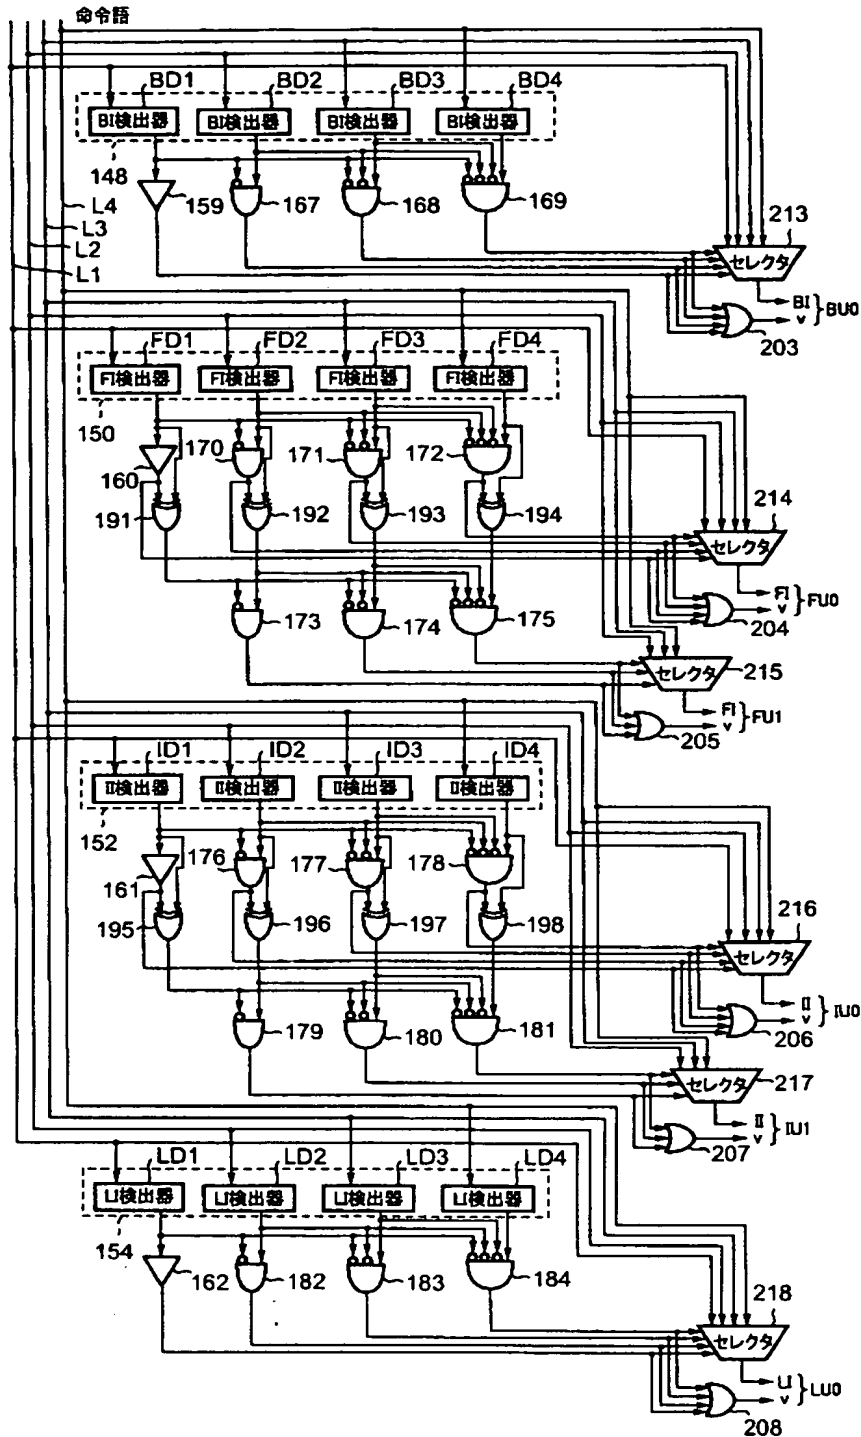 命令語
BD1 BD2 BD3 BD4
BI検出器 BI検出器 BI検出器 BI検出器
148
159 167 168 169
L4
L3
L2
L1
213
セレクタ
BI
v
BU0
203
FD1 FD2 FD3 FD4
FI検出器 FI検出器 FI検出器 FI検出器
150
160 170 171 172
191 192 193 194
214
セレクタ
FI
v
FU0
204
173 174 175
セレクタ
215
FI
v
FU1
205
ID1 ID2 ID3 ID4
II検出器 II検出器 II検出器 II検出器
152
161 176 177 178
195 196 197 198
216
セレクタ
II
v
IU0
206
179 180 181
セレクタ
217
II
v
IU1
207
LD1 LD2 LD3 LD4
LI検出器 LI検出器 LI検出器 LI検出器
154
162 182 183 184
218
セレクタ
LI
v
LU0
208